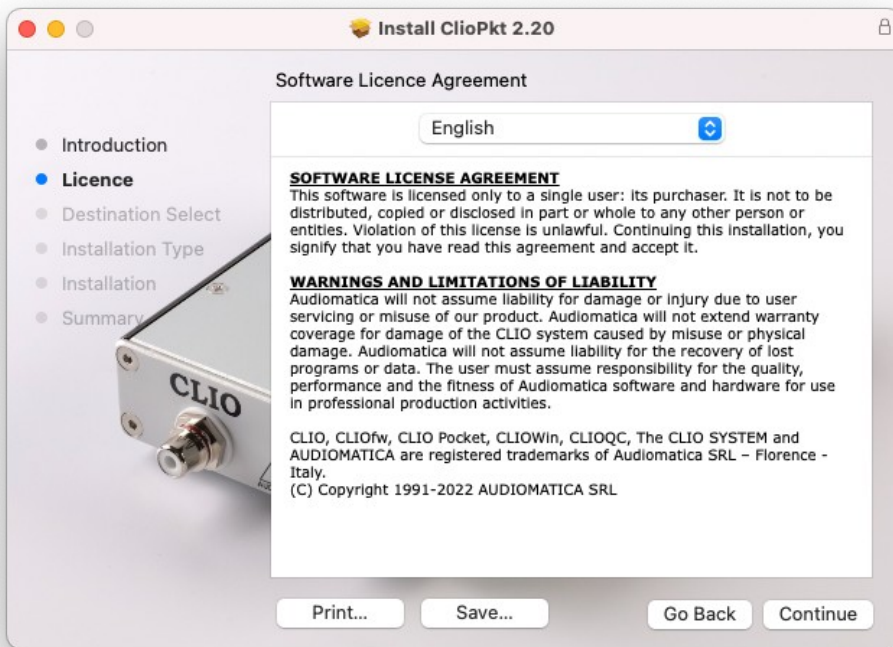 Install ClioPkt 2.20
Software Licence Agreement
English
Introduction
Licence
Destination Select
Installation Type
Installation
Summary
SOFTWARE LICENSE AGREEMENT
This software is licensed only to a single user: its purchaser. It is not to be
distributed, copied or disclosed in part or whole to any other person or
entities. Violation of this license is unlawful. Continuing this installation, you
signify that you have read this agreement and accept it.
WARNINGS AND LIMITATIONS OF LIABILITY
Audiomatica will not assume liability for damage or injury due to user
servicing or misuse of our product. Audiomatica will not extend warranty
coverage for damage of the CLIO system caused by misuse or physical
damage. Audiomatica will not assume liability for the recovery of lost
programs or data. The user must assume responsibility for the quality,
performance and the fitness of Audiomatica software and hardware for use
in professional production activities.
CLIO, CLIOfw, CLIO Pocket, CLIOWin, CLIOQC, The CLIO SYSTEM and
AUDIOMATICA are registered trademarks of Audiomatica SRL – Florence -
Italy.
(C) Copyright 1991-2022 AUDIOMATICA SRL
CLIO
Print...
Save...
Go Back
Continue